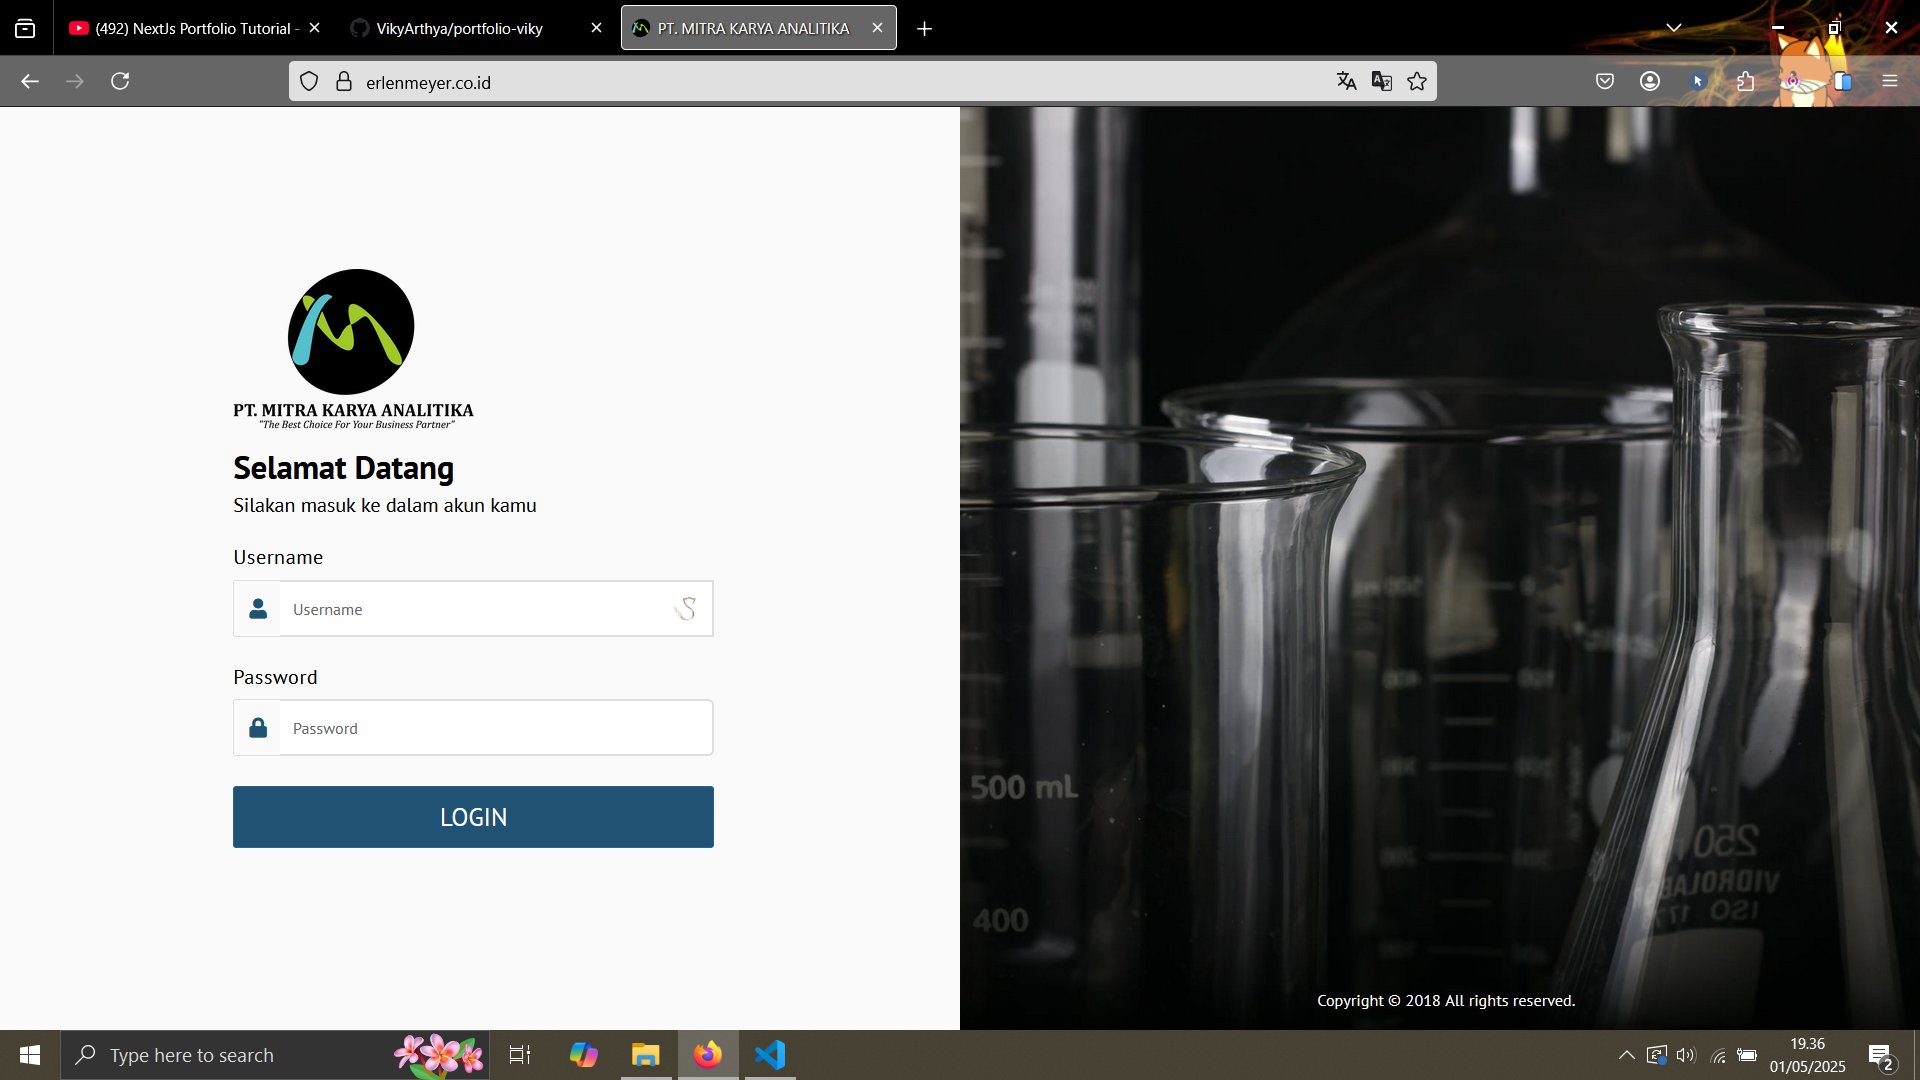 (492) NextJs Portfolio Tutorial -
VikyArthya/portfolio-viky
PT. MITRA KARYA ANALITIKA
erlenmeyer.co.id
PT. MITRA KARYA ANALITIKA
"The Best Choice For Your Business Partner"
Selamat Datang
Silakan masuk ke dalam akun kamu
Username
Username
Password
Password
LOGIN
500 mL
400
250
VIDROLAB
ISO 177
Copyright © 2018 All rights reserved.
Type here to search
19.36
01/05/2025
2